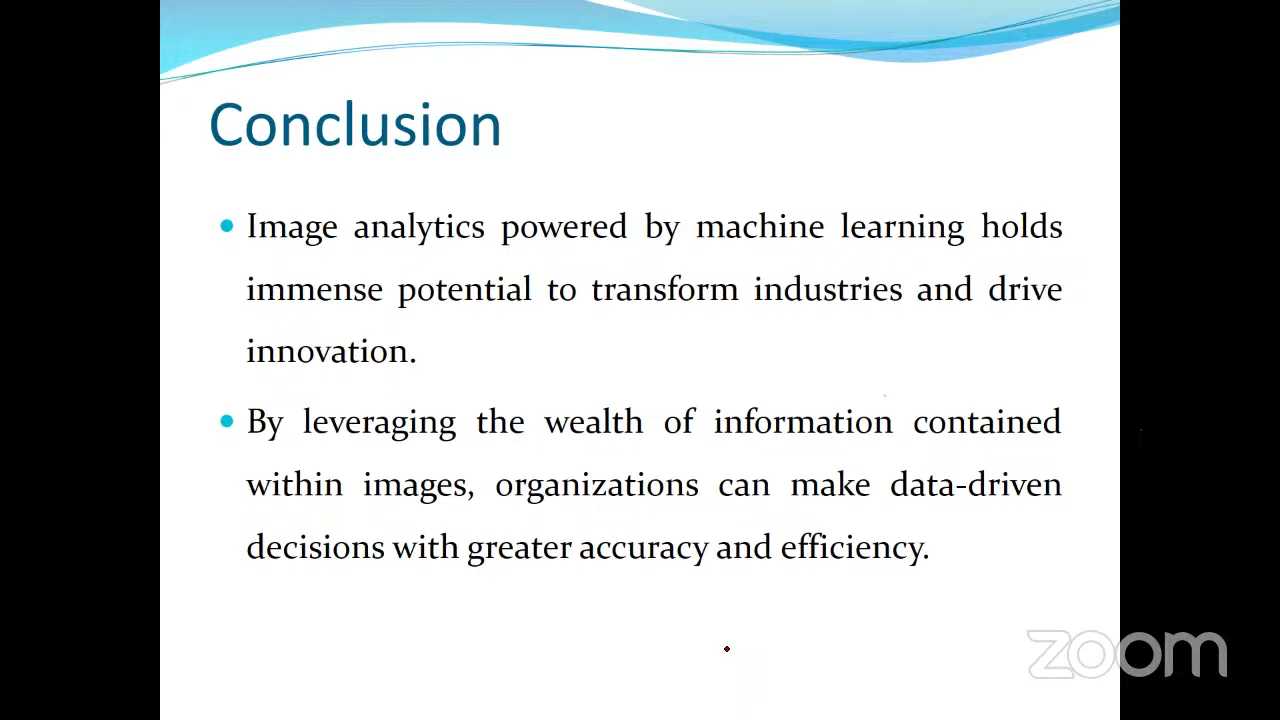 Conclusion
Image analytics powered by machine learning holds
immense potential to transform industries and drive
innovation.
By leveraging the wealth of information contained
within images, organizations can make data-driven
decisions with greater accuracy and efficiency.
zoom